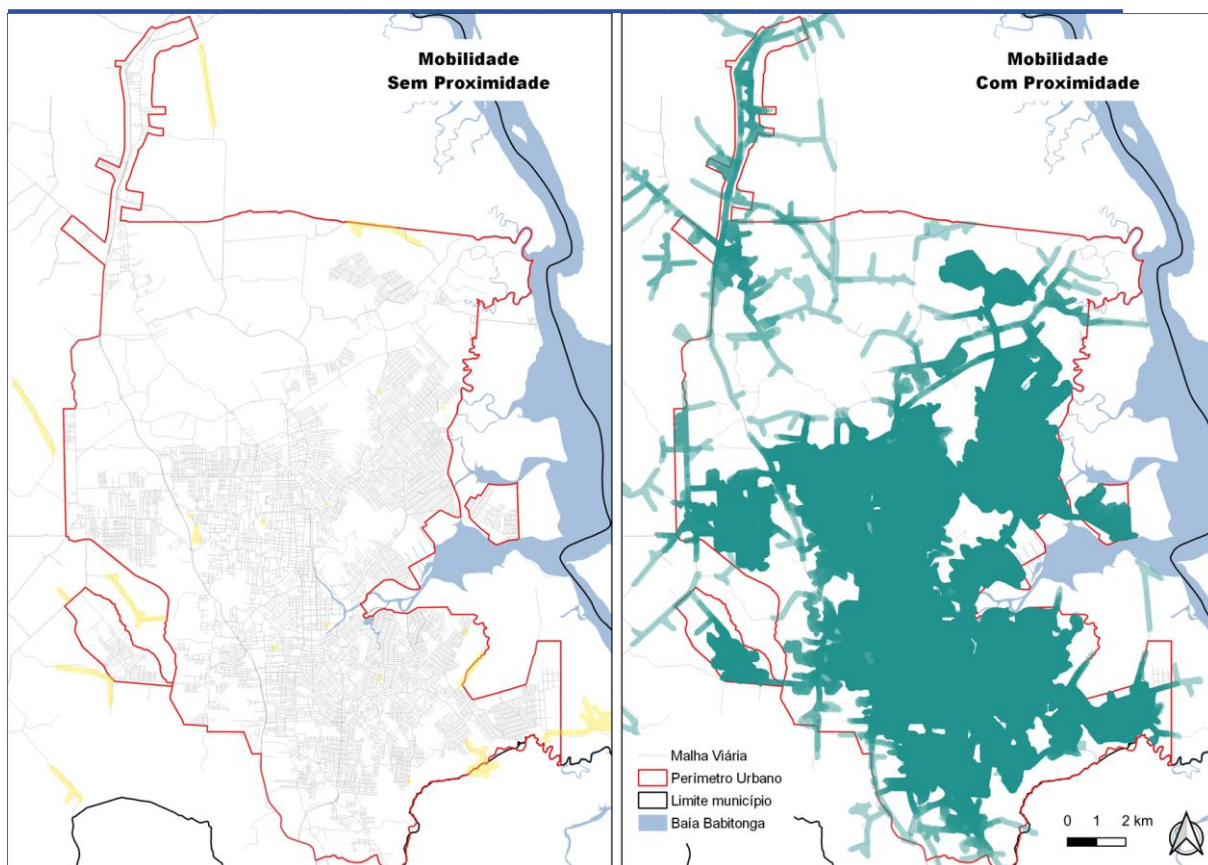 Mobilidade
Sem Proximidade
Mobilidade
Com Proximidade
Malha Viária
Perímetro Urbano
Limite município
Baía Babitonga
0 1 2 km